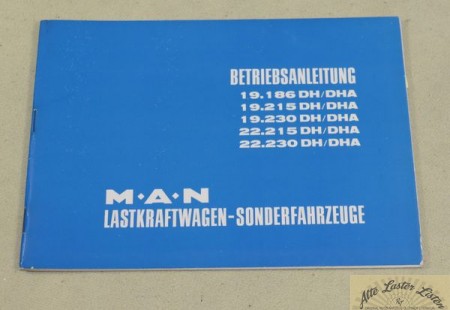 BETRIEBSANLEITUNG
19.186 DH/DHA
19.215 DH/DHA
19.230 DH/DHA
22.215 DH/DHA
22.230 DH/DHA
M·A·N
LASTKRAFTWAGEN-SONDERFAHRZEUGE
Alte Laster Listen